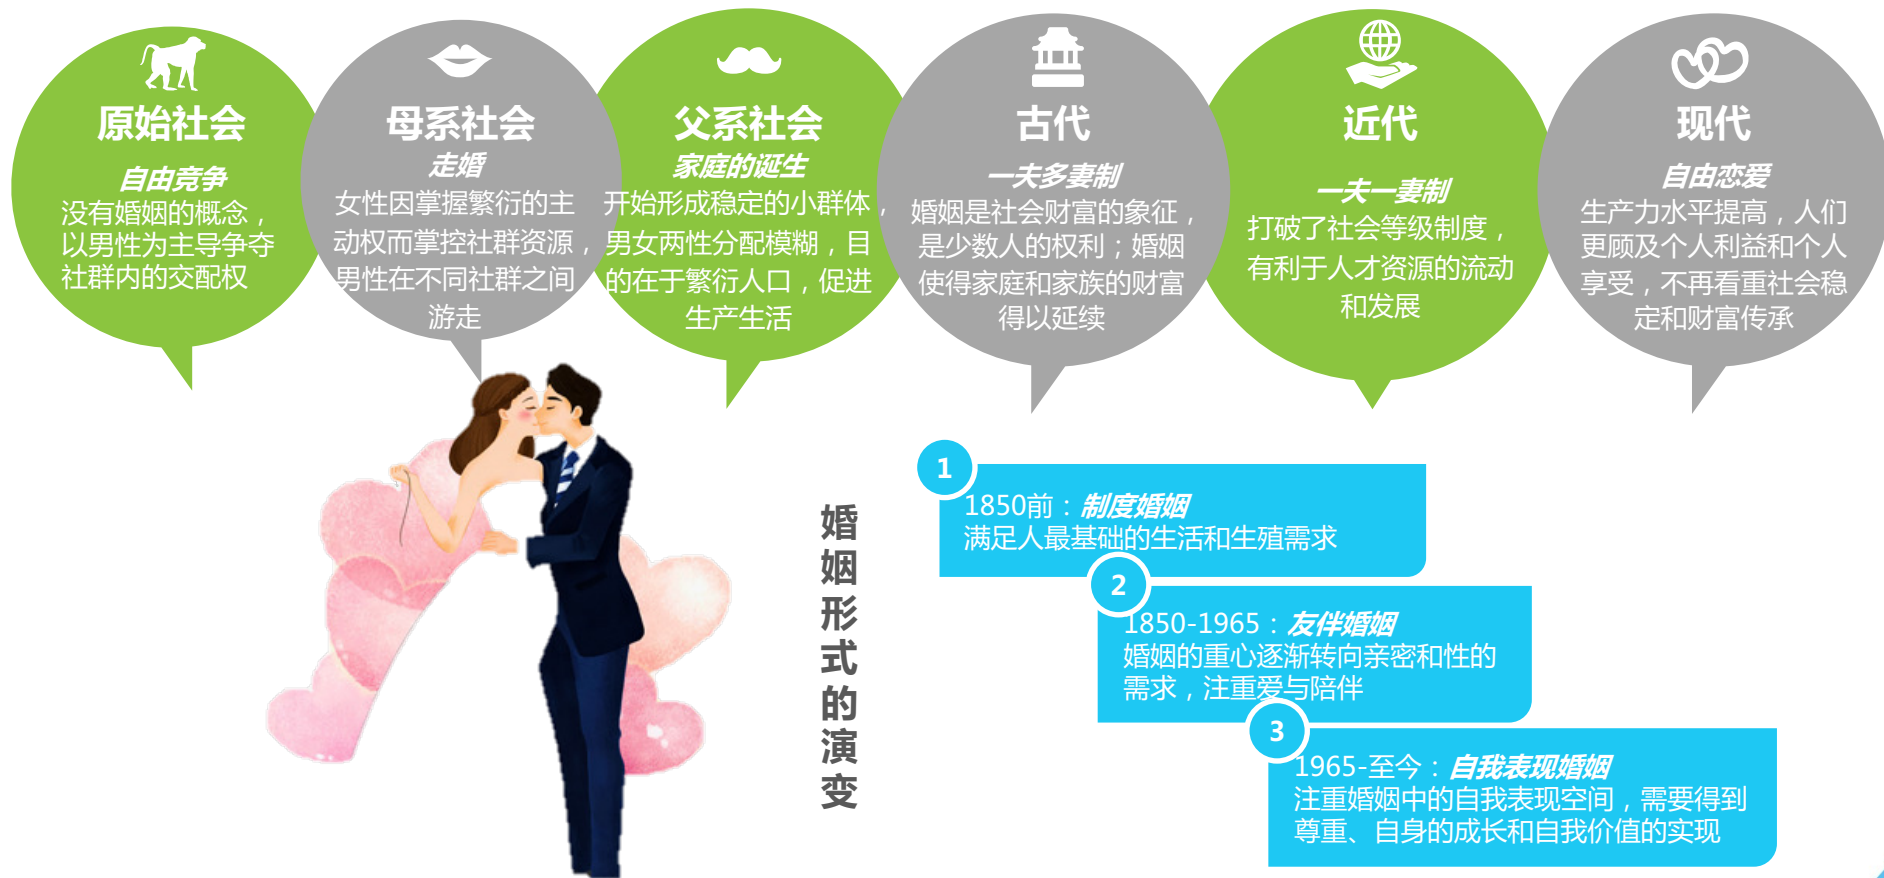 原始社会
自由竞争
没有婚姻的概念，
以男性为主导争夺
社群内的交配权
母系社会
走婚
女性因掌握繁衍的主
动权而掌控社群资源，
男性在不同社群之间
游走
父系社会
家庭的诞生
开始形成稳定的小群体，
男女两性分配模糊，目
的在于繁衍人口，促进
生产生活
古代
一夫多妻制
婚姻是社会财富的象征，
是少数人的权利；婚姻
使得家庭和家族的财富
得以延续
近代
一夫一妻制
打破了社会等级制度，
有利于人才资源的流动
和发展
现代
自由恋爱
生产力水平提高，人们
更顾及个人利益和个人
享受，不再看重社会稳
定和财富传承
婚姻形式的演变
1
1850前：制度婚姻
满足人最基础的生活和生殖需求
2
1850-1965：友伴婚姻
婚姻的重心逐渐转向亲密和性的
需求，注重爱与陪伴
3
1965-至今：自我表现婚姻
注重婚姻中的自我表现空间，需要得到
尊重、自身的成长和自我价值的实现